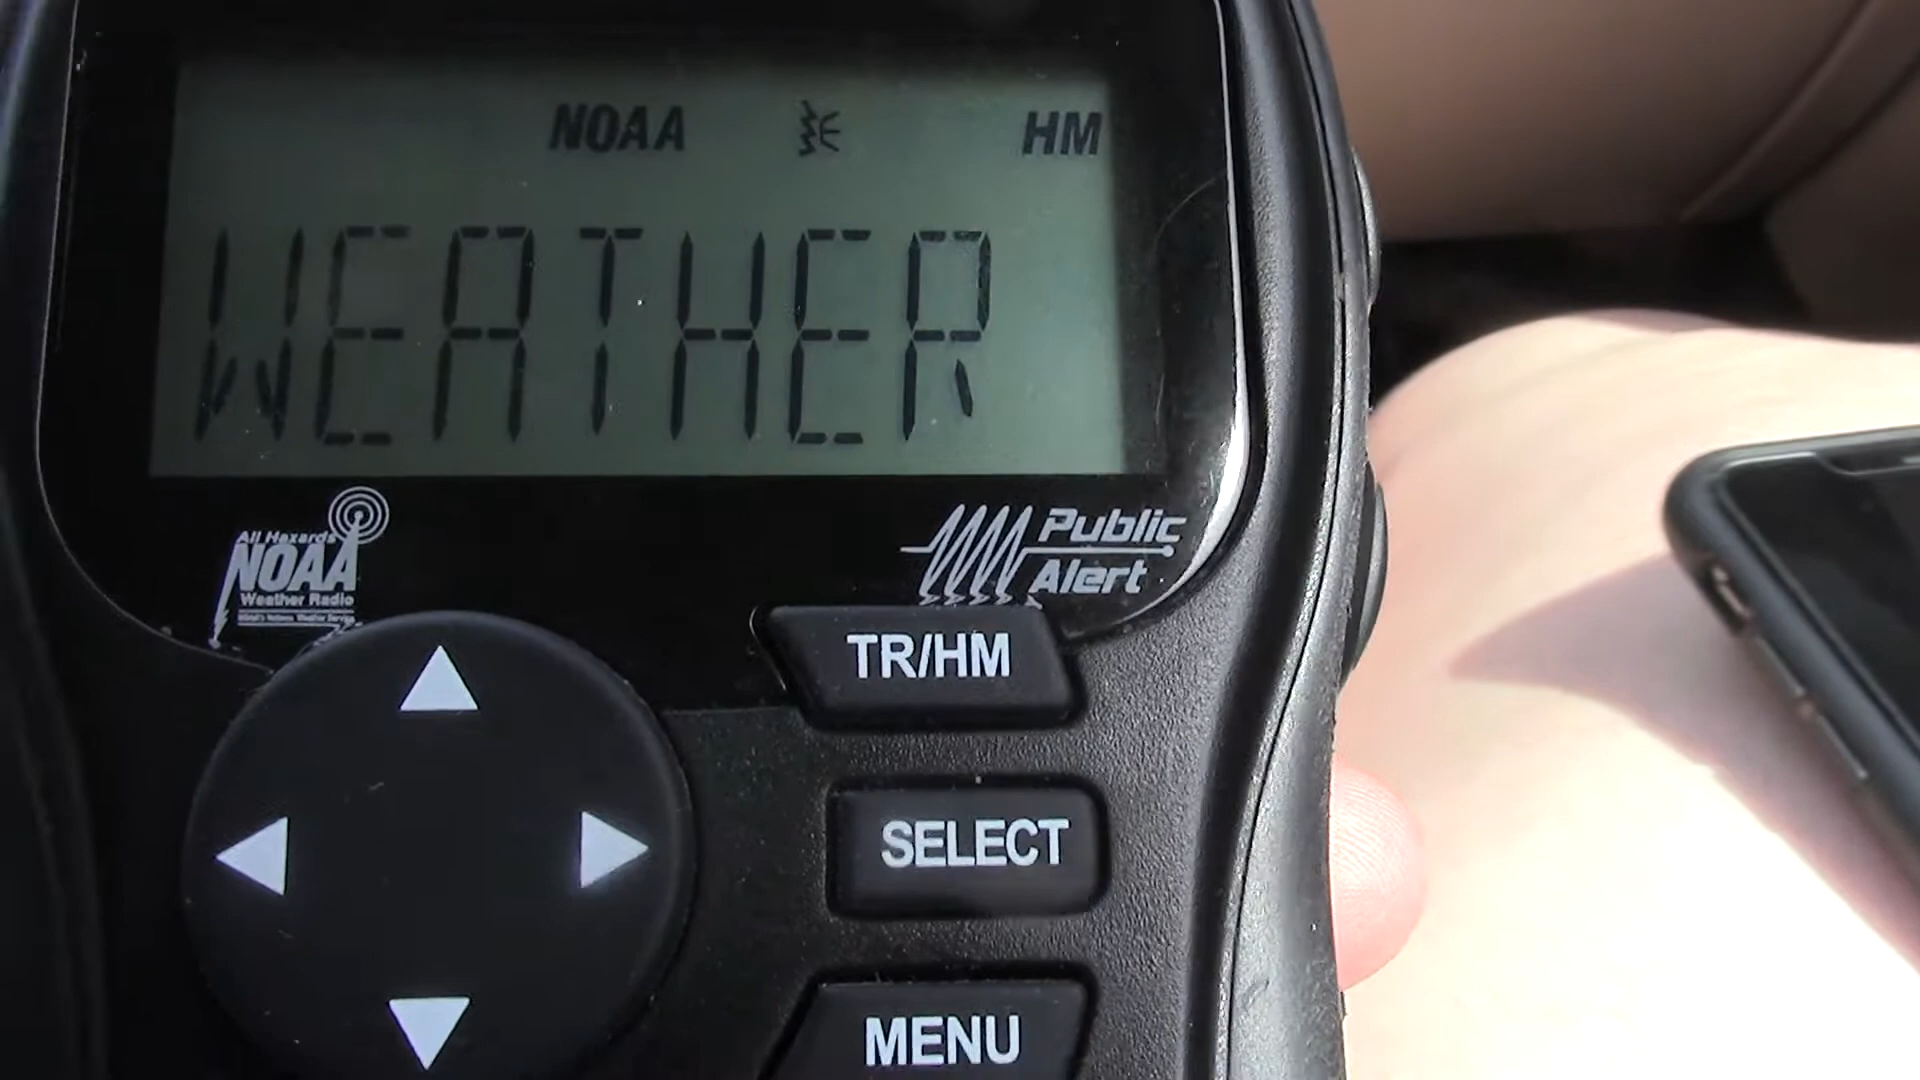 NOAA HM
WEATHER
All Hazards
NOAA
Weather Radio
Public
Alert
TR/HM
SELECT
MENU